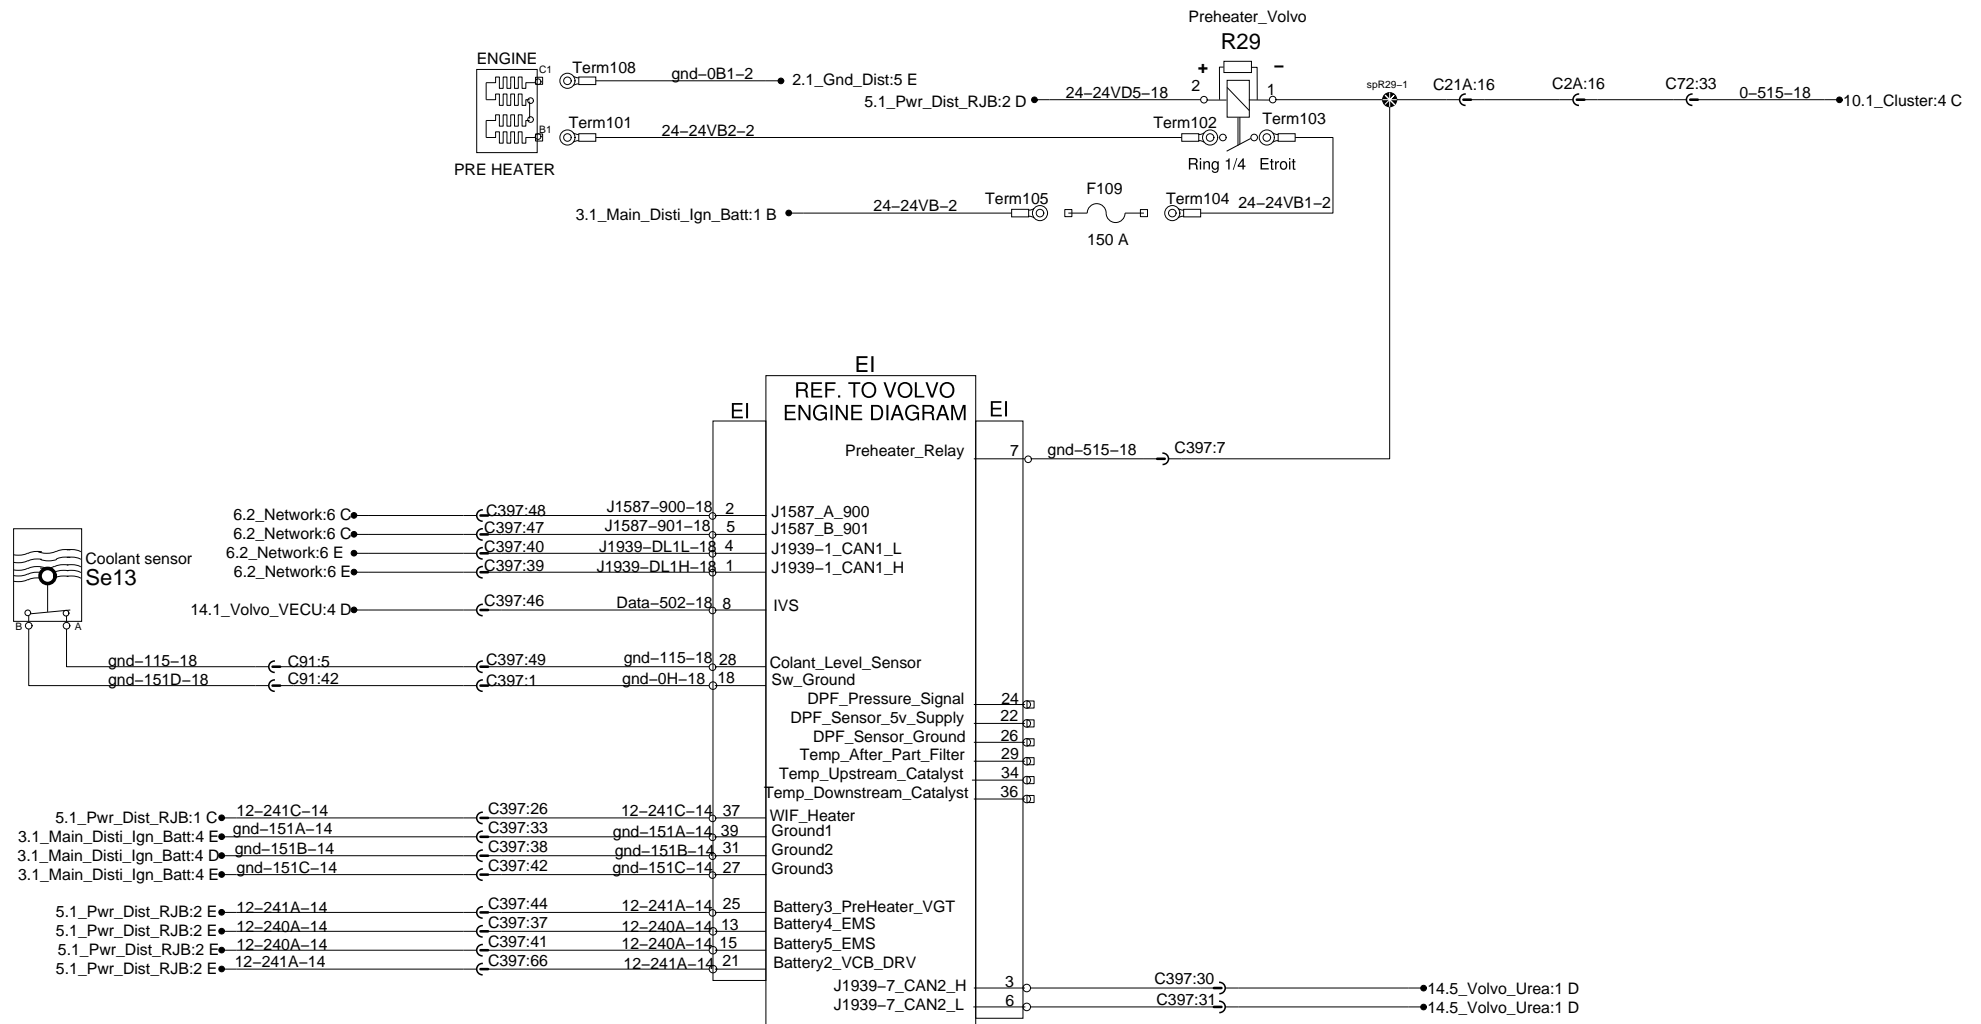 Preheater_Volvo
R29
ENGINE
C1
Term108
gnd-0B1-2
2.1_Gnd_Dist:5 E
+
−
5.1_Pwr_Dist_RJB:2 D
24-24VD5-18
2
1
spR29-1
C21A:16
C2A:16
C72:33
0-515-18
10.1_Cluster:4 C
B1
Term101
24-24VB2-2
Term102
Term103
PRE HEATER
Ring 1/4
Etroit
3.1_Main_Disti_Ign_Batt:1 B
24-24VB-2
Term105
F109
Term104
24-24VB1-2
150 A
EI
REF. TO VOLVO
ENGINE DIAGRAM
EI
EI
Preheater_Relay
7
gnd-515-18
C397:7
6.2_Network:6 C
C397:48
J1587-900-18
2
J1587_A_900
6.2_Network:6 C
C397:47
J1587-901-18
5
J1587_B_901
6.2_Network:6 E
C397:40
J1939-DL1L-18
4
J1939-1_CAN1_L
6.2_Network:6 E
C397:39
J1939-DL1H-18
1
J1939-1_CAN1_H
Coolant sensor
Se13
14.1_Volvo_VECU:4 D
C397:46
Data-502-18
8
IVS
B
A
gnd-115-18
C91:5
C397:49
gnd-115-18
28
Colant_Level_Sensor
gnd-151D-18
C91:42
C397:1
gnd-0H-18
18
Sw_Ground
DPF_Pressure_Signal
24
DPF_Sensor_5v_Supply
22
DPF_Sensor_Ground
26
Temp_After_Part_Filter
29
Temp_Upstream_Catalyst
34
Temp_Downstream_Catalyst
36
5.1_Pwr_Dist_RJB:1 C
12-241C-14
C397:26
12-241C-14
37
WIF_Heater
3.1_Main_Disti_Ign_Batt:4 E
gnd-151A-14
C397:33
gnd-151A-14
39
Ground1
3.1_Main_Disti_Ign_Batt:4 D
gnd-151B-14
C397:38
gnd-151B-14
31
Ground2
3.1_Main_Disti_Ign_Batt:4 E
gnd-151C-14
C397:42
gnd-151C-14
27
Ground3
5.1_Pwr_Dist_RJB:2 E
12-241A-14
C397:44
12-241A-14
25
Battery3_PreHeater_VGT
5.1_Pwr_Dist_RJB:2 E
12-240A-14
C397:37
12-240A-14
13
Battery4_EMS
5.1_Pwr_Dist_RJB:2 E
12-240A-14
C397:41
12-240A-14
15
Battery5_EMS
5.1_Pwr_Dist_RJB:2 E
12-241A-14
C397:66
12-241A-14
21
Battery2_VCB_DRV
J1939-7_CAN2_H
3
C397:30
14.5_Volvo_Urea:1 D
J1939-7_CAN2_L
6
C397:31
14.5_Volvo_Urea:1 D